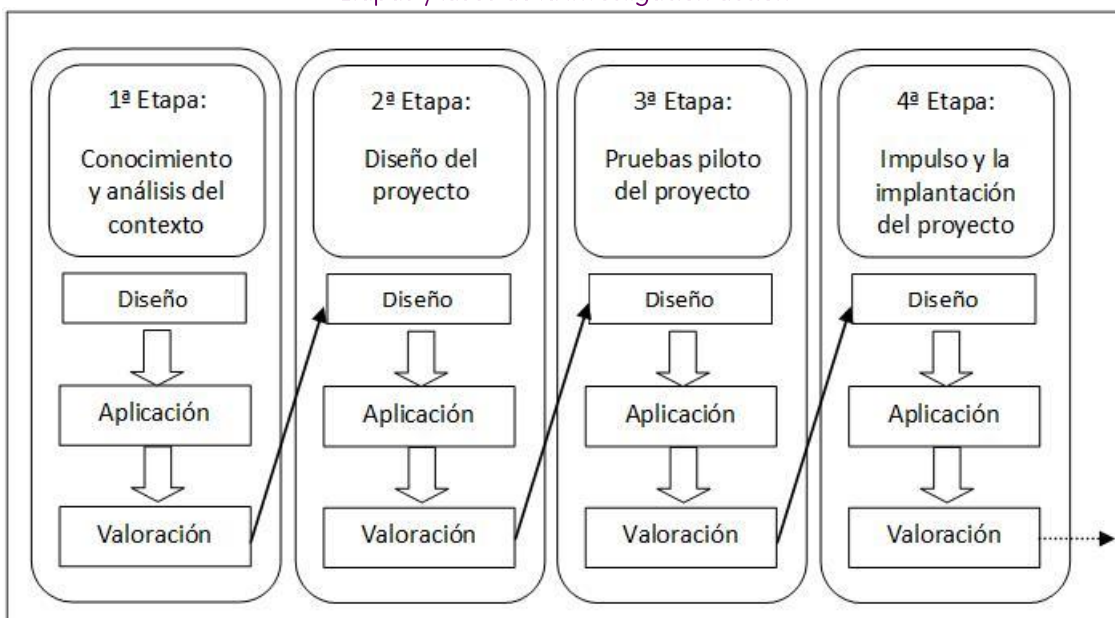 1ª Etapa:
Conocimiento
y análisis del
contexto
Diseño
Aplicación
Valoración
2ª Etapa:
Diseño del
proyecto
Diseño
Aplicación
Valoración
3ª Etapa:
Pruebas piloto
del proyecto
Diseño
Aplicación
Valoración
4ª Etapa:
Impulso y la
implantación
del proyecto
Diseño
Aplicación
Valoración